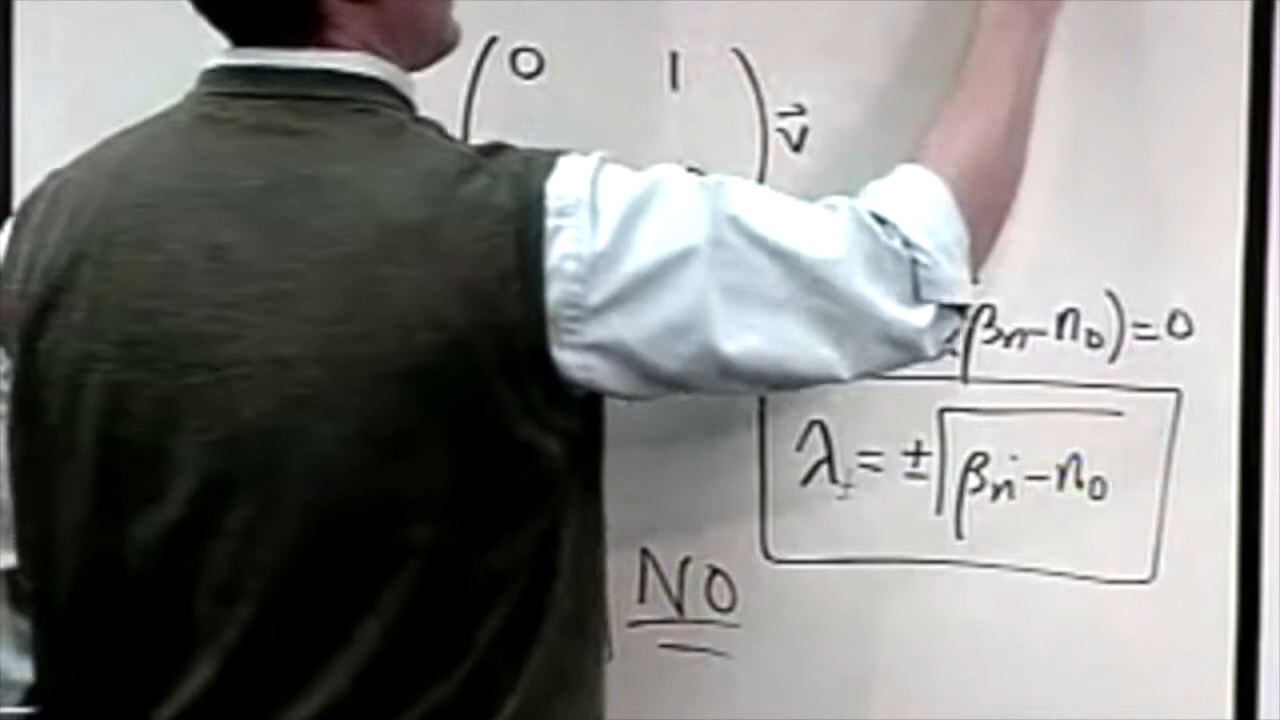 ( 0 1 ) v⃗
(βn-n₀)=0
λ = ±√βn-n₀
NO